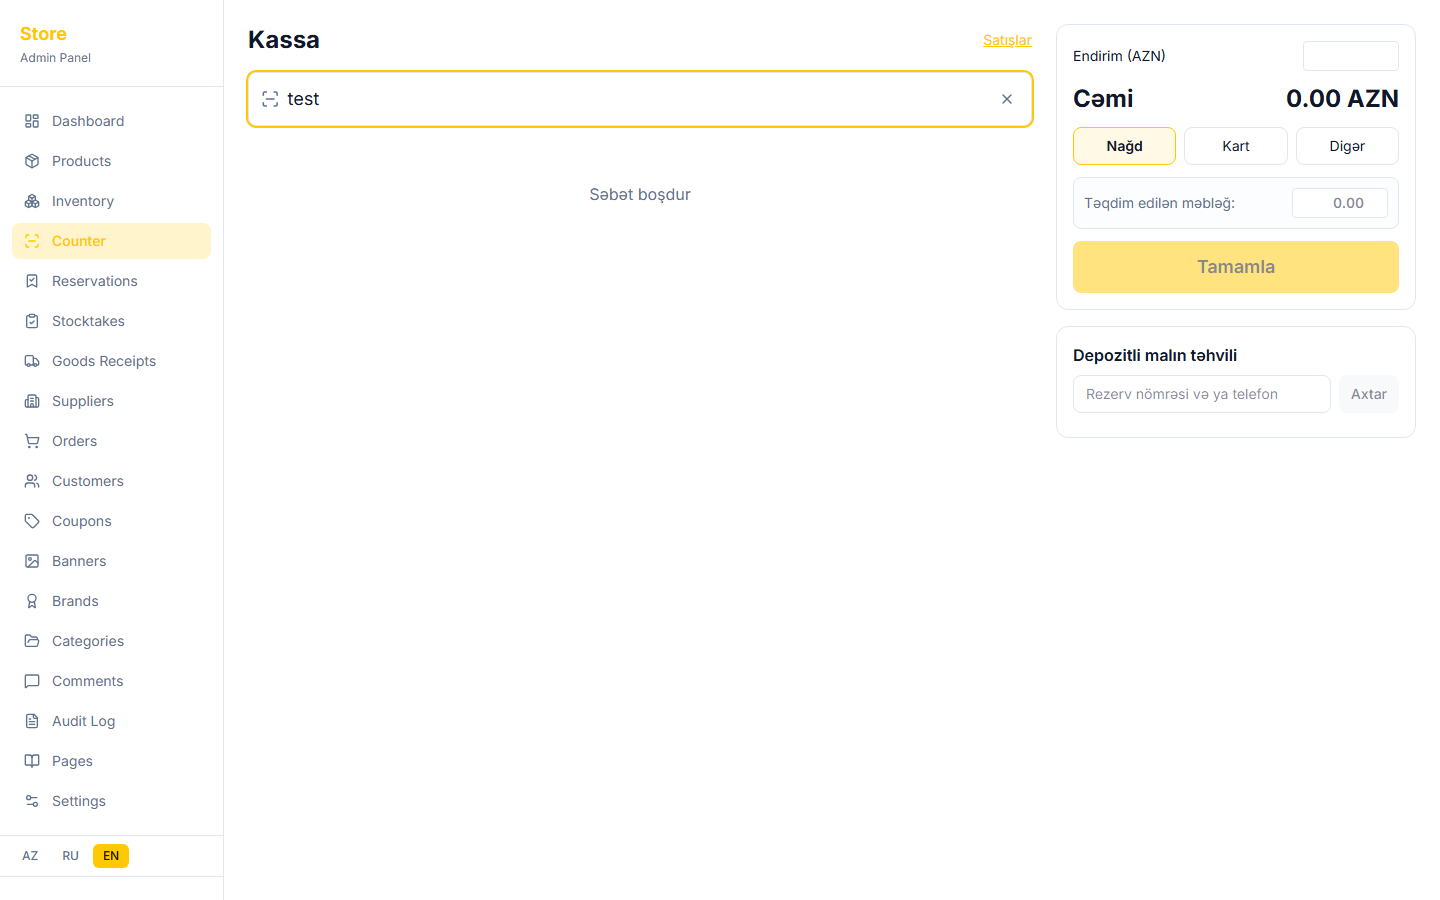 Store
Admin Panel
Dashboard
Products
Inventory
Counter
Reservations
Stocktakes
Goods Receipts
Suppliers
Orders
Customers
Coupons
Banners
Brands
Categories
Comments
Audit Log
Pages
Settings
AZ RU EN
Kassa
Satışlar
test
Səbət boşdur
Endirim (AZN)
Cəmi 0.00 AZN
Nağd Kart Digər
Təqdim edilən məbləğ: 0.00
Tamamla
Depozitli malın təhvili
Rezerv nömrəsi və ya telefon Axtar